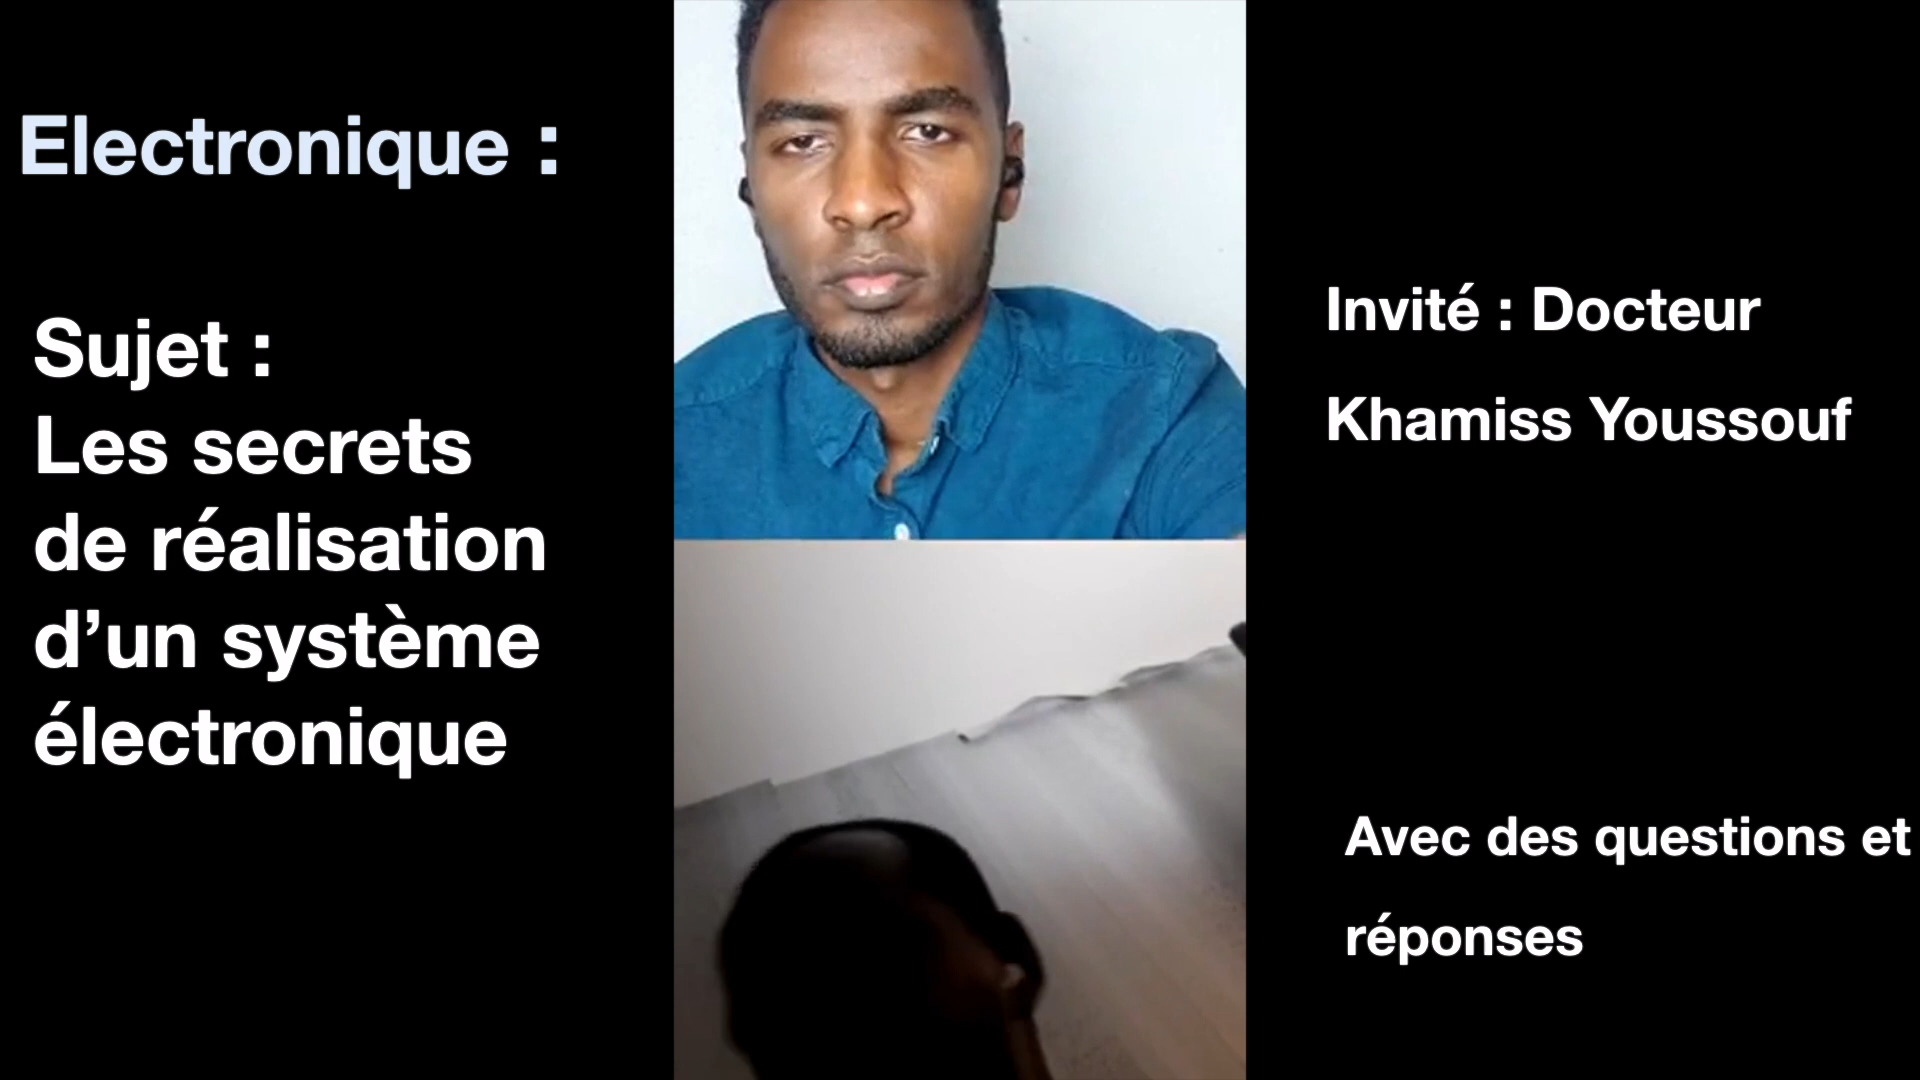 Electronique :
Sujet :
Les secrets
de réalisation
d’un système
électronique
Invité : Docteur
Khamiss Youssouf
Avec des questions et
réponses